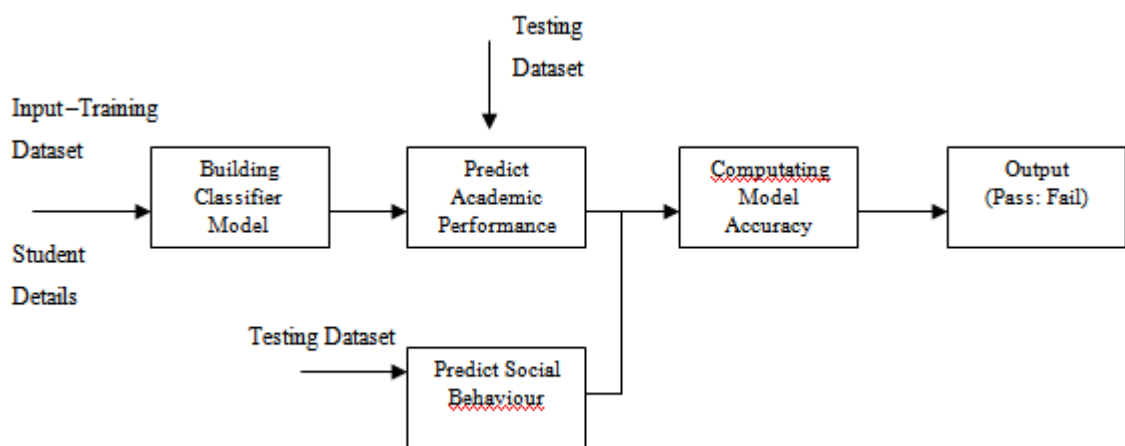 Testing
Dataset
Input–Training
Dataset
Building
Classifier
Model
Predict
Academic
Performance
Computating
Model
Accuracy
Output
(Pass: Fail)
Student
Details
Testing Dataset
Predict Social
Behaviour